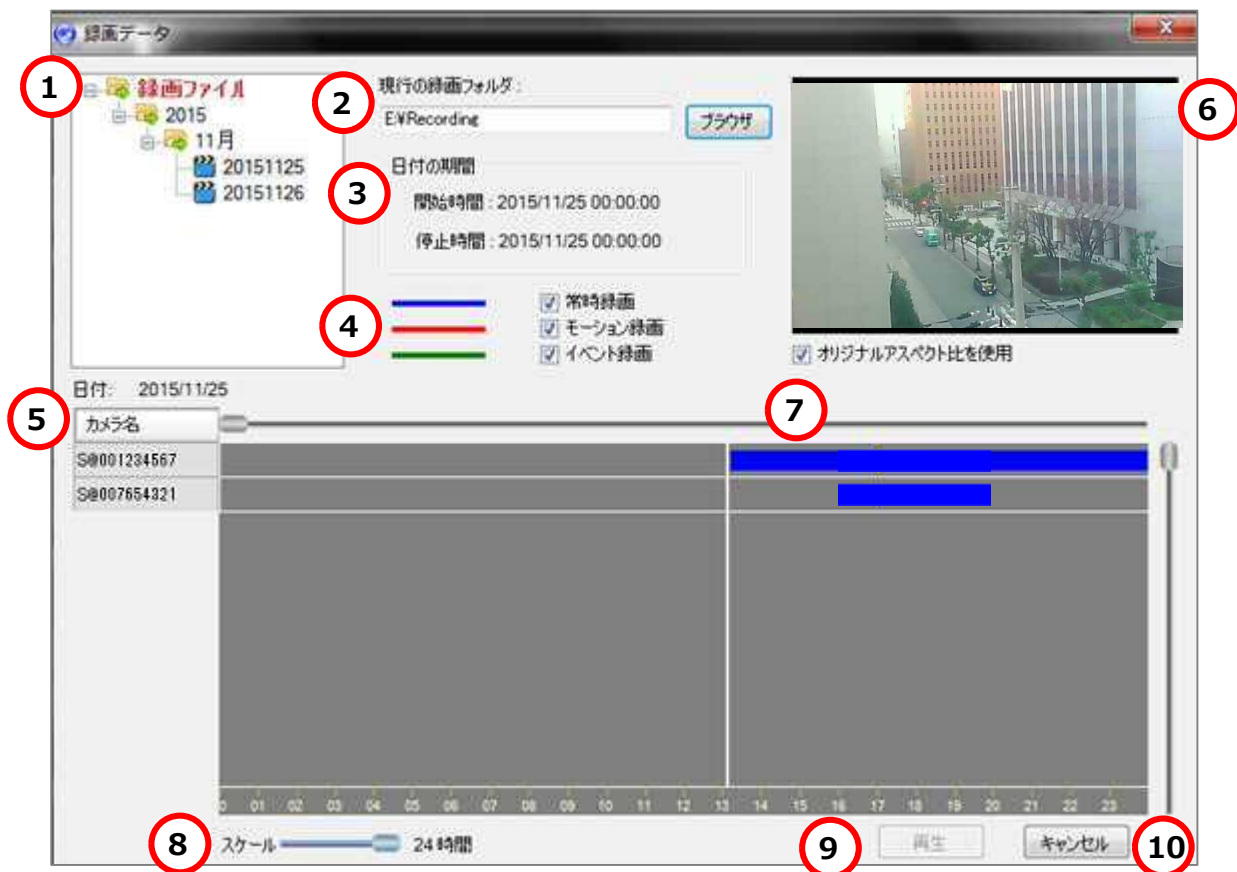 録画データ
1
録画ファイル
2015
11月
20151125
20151126
2
現行の録画フォルダ :
E:¥Recording
ブラウザ
3
日付の期間
開始時間 : 2015/11/25 00:00:00
停止時間 : 2015/11/25 00:00:00
4
常時録画
モーション録画
イベント録画
6
オリジナルアスペクト比を使用
日付: 2015/11/25
5
カメラ名
7
S@001234567
S@007654321
0 01 02 03 04 05 06 07 08 09 10 11 12 13 14 15 16 17 18 19 20 21 22 23
8
スケール
24 時間
9
再生
キャンセル
10